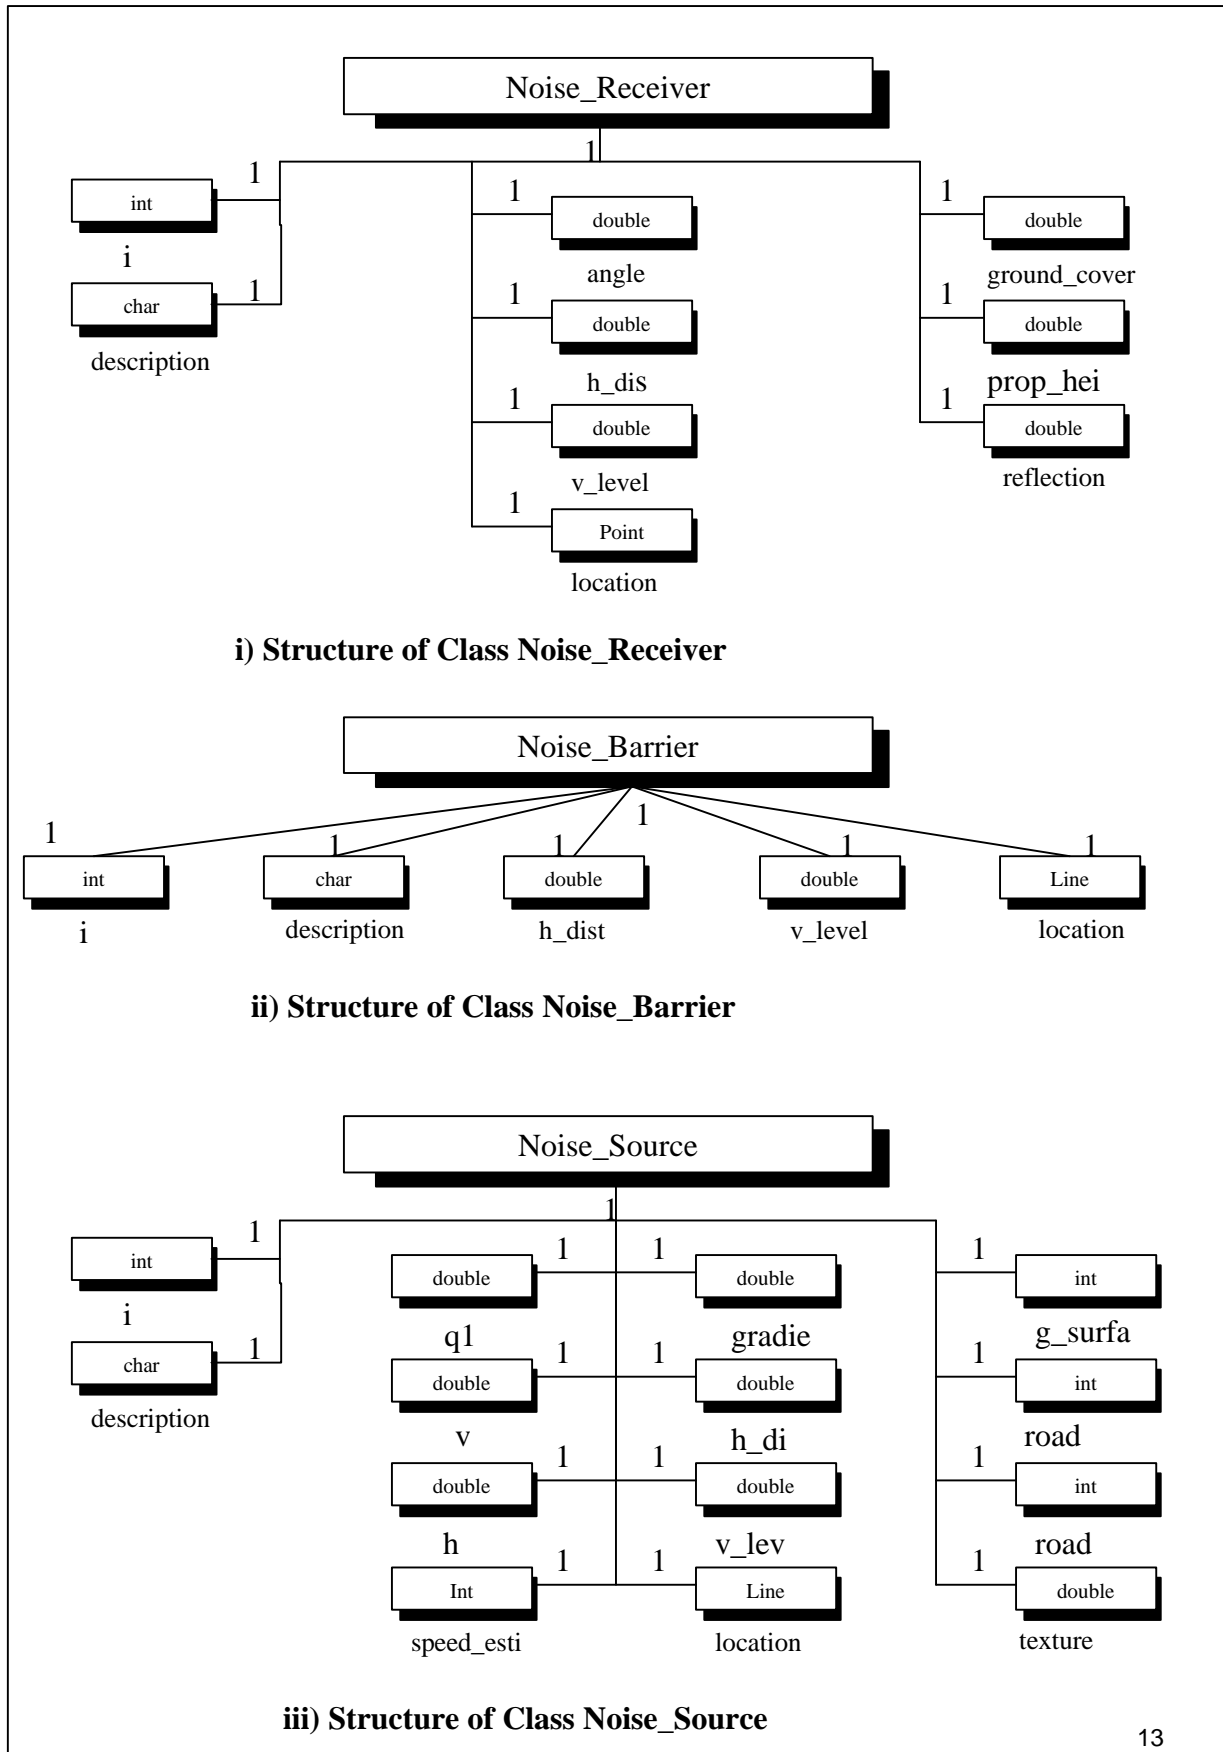 Noise_Receiver
1
1
int
i
1
char
description
1
double
angle
1
double
h_dis
1
double
v_level
1
Point
location
1
double
ground_cover
1
double
prop_hei
1
double
reflection
i) Structure of Class Noise_Receiver
Noise_Barrier
1
1
int
i
1
char
description
1
double
h_dist
1
double
v_level
1
Line
location
ii) Structure of Class Noise_Barrier
Noise_Source
1
1
int
i
1
char
description
1
double
q1
1
double
v
1
double
h
1
Int
speed_esti
1
double
gradie
1
double
h_di
1
double
v_lev
1
Line
location
1
int
g_surfa
1
int
road
1
int
road
1
double
texture
iii) Structure of Class Noise_Source
13